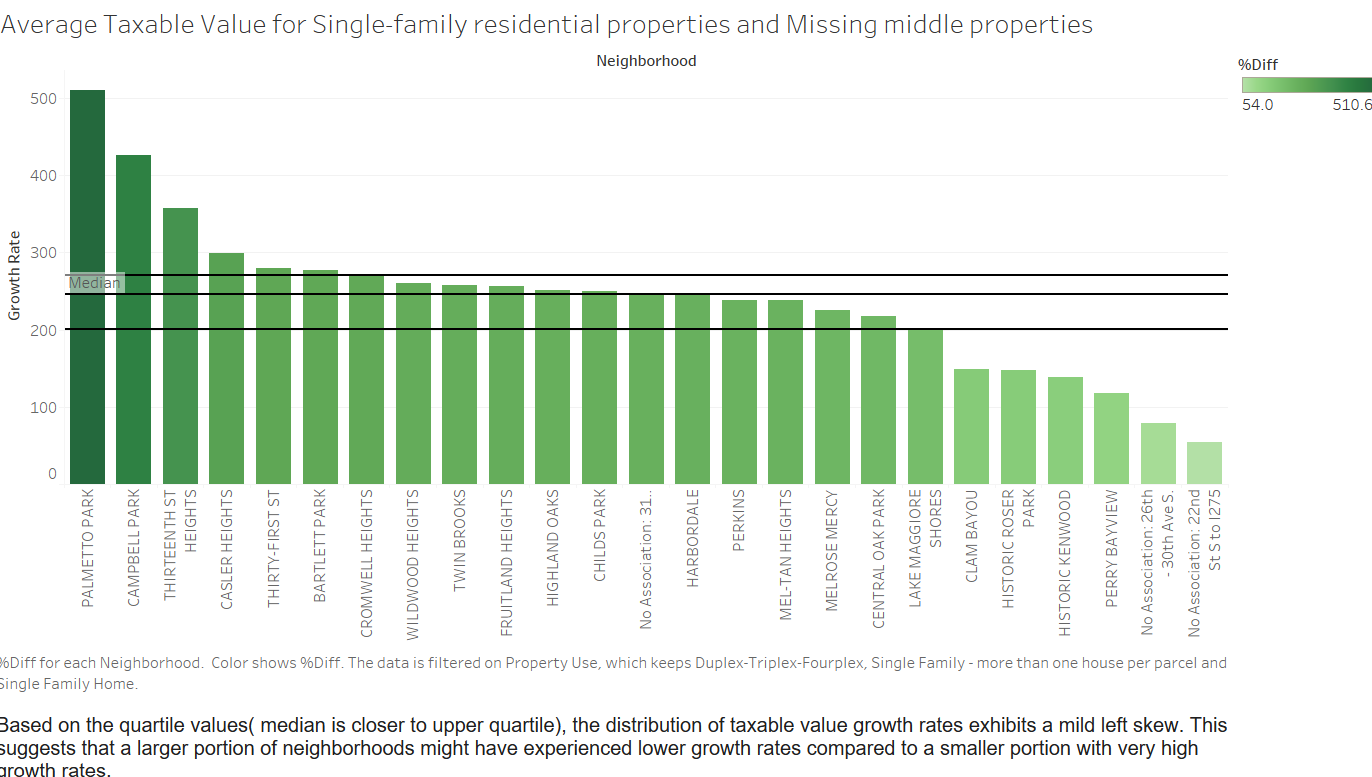 Average Taxable Value for Single-family residential properties and Missing middle properties
Neighborhood
%Diff
54.0
510.6
Growth Rate
500
400
300
200
100
0
Median
PALMETTO PARK
CAMPBELL PARK
THIRTEENTH ST
HEIGHTS
CASLER HEIGHTS
THIRTY-FIRST ST
BARTLETT PARK
CROMWELL HEIGHTS
WILDWOOD HEIGHTS
TWIN BROOKS
FRUITLAND HEIGHTS
HIGHLAND OAKS
CHILDS PARK
No Association: 31..
HARBORDALE
PERKINS
MEL-TAN HEIGHTS
MELROSE MERCY
CENTRAL OAK PARK
LAKE MAGGIORE
SHORES
CLAM BAYOU
HISTORIC ROSER
PARK
HISTORIC KENWOOD
PERRY BAYVIEW
No Association: 26th
- 30th Ave S.
No Association: 22nd
St S to I275
%Diff for each Neighborhood. Color shows %Diff. The data is filtered on Property Use, which keeps Duplex-Triplex-Fourplex, Single Family - more than one house per parcel and
Single Family Home.
Based on the quartile values( median is closer to upper quartile), the distribution of taxable value growth rates exhibits a mild left skew. This
suggests that a larger portion of neighborhoods might have experienced lower growth rates compared to a smaller portion with very high
growth rates.